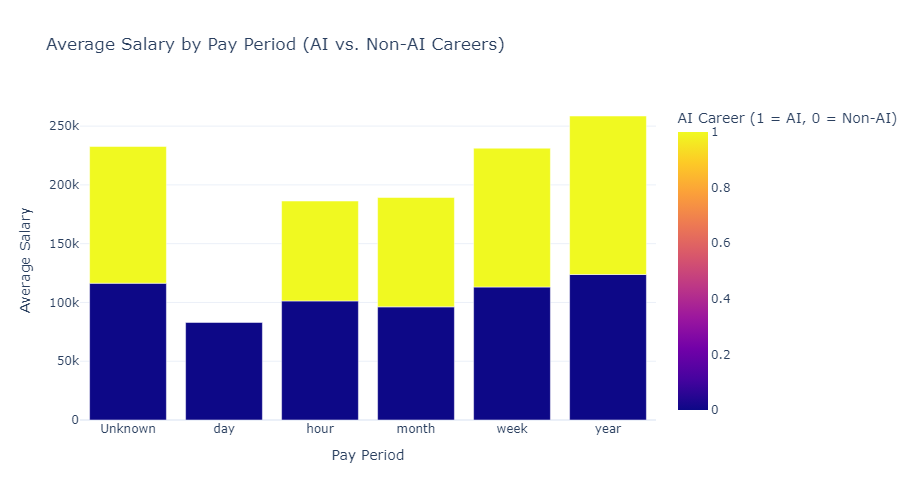 Average Salary by Pay Period (AI vs. Non-AI Careers)
AI Career (1 = AI, 0 = Non-AI)
1
0.8
0.6
0.4
0.2
0
250k
200k
150k
100k
50k
0
Average Salary
Unknown day hour month week year
Pay Period